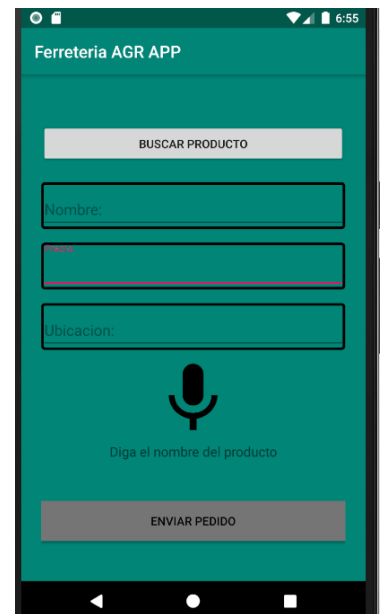 6:55
Ferreteria AGR APP
BUSCAR PRODUCTO
Nombre:
Ubicacion:
Diga el nombre del producto
ENVIAR PEDIDO